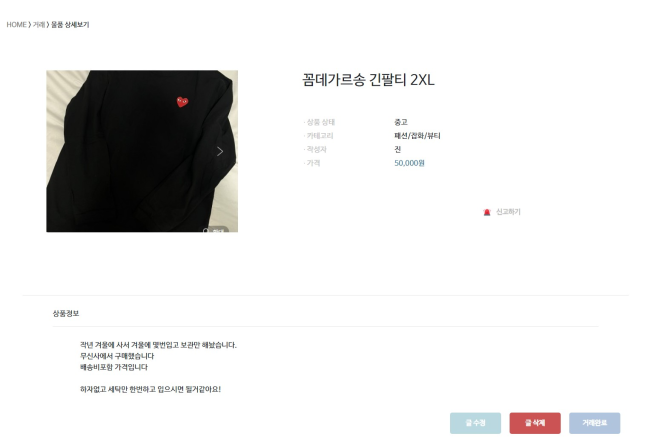 HOME > 거래 > 물품 상세보기
꼼데가르송 긴팔티 2XL
· 상품 상태 중고
· 카테고리 패션/잡화/뷰티
· 작성자 진
· 가격 50,000원
신고하기
상품정보
작년 겨울에 사서 겨울에 몇번입고 보관만 해놨습니다.
무신사에서 구매했습니다
배송비포함 가격입니다
하자없고 세탁만 한번하고 입으시면 될거같아요!
글 수정 글 삭제 거래완료